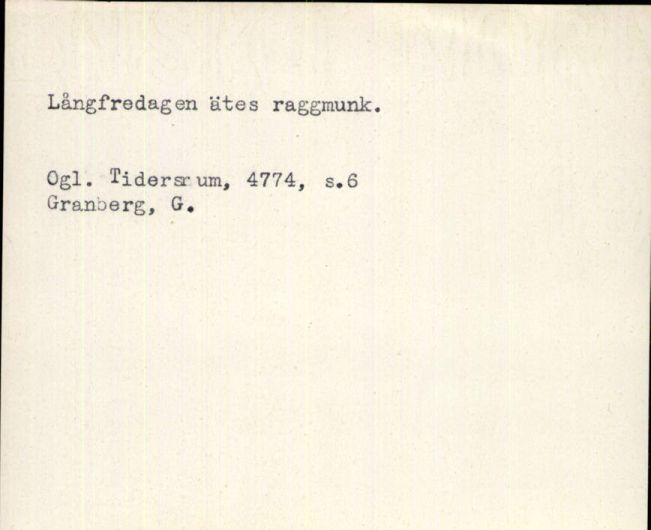 Långfredagen ätes raggmunk.
Ogl. Tidersrum, 4774, s.6
Granberg, G.